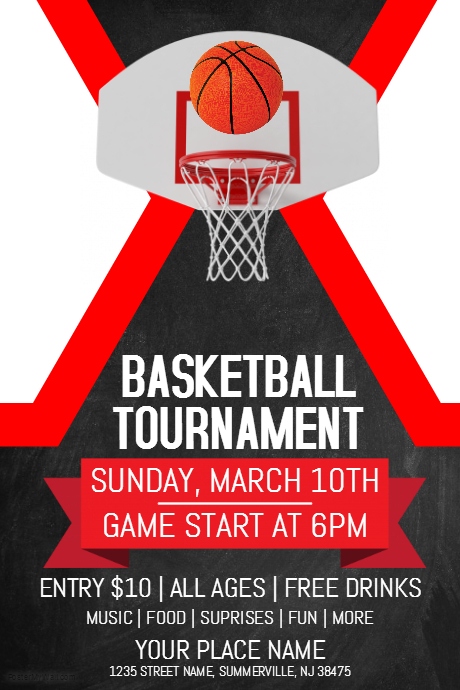 BASKETBALL
TOURNAMENT
SUNDAY, MARCH 10TH
GAME START AT 6PM
ENTRY $10 | ALL AGES | FREE DRINKS
MUSIC | FOOD | SUPRISES | FUN | MORE
YOUR PLACE NAME
1235 STREET NAME, SUMMERVILLE, NJ 38475